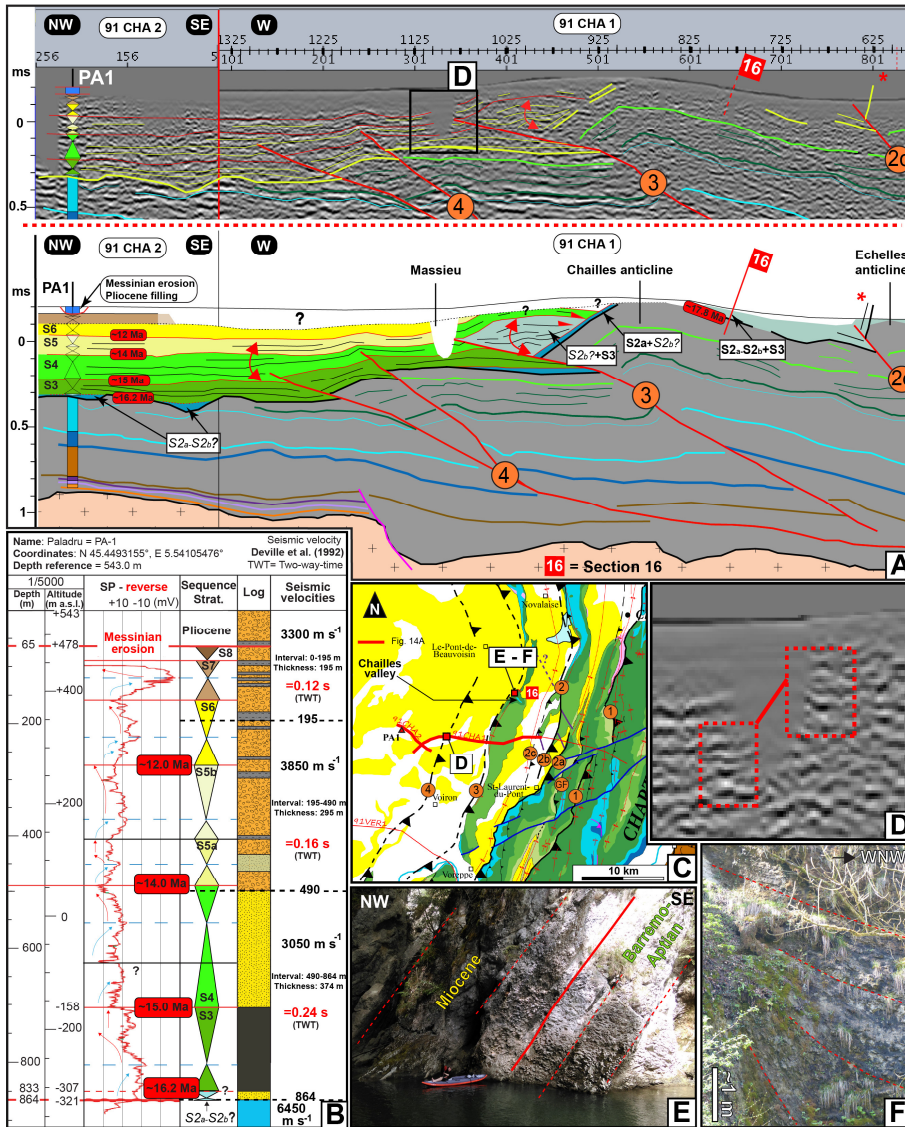 NW
91 CHA 2
SE
W
91 CHA 1
1325
1225
1125
1025
925
825
725
625
256
156
5
101
201
301
401
501
601
701
801
ms
PA1
D
16
*
0
0.5
4
3
2c
NW
91 CHA 2
SE
W
91 CHA 1
PA1
Messinian erosion
Pliocene filling
Massieu
Chailles anticline
16
Echelles
anticline
ms
?
?
?
*
~17.8 Ma
S6
~12 Ma
S5
0
~14 Ma
S4
~15 Ma
S3
~16.2 Ma
S2b?+S3
S2a+S2b?
S2a-S2b+S3
2c
3
0.5
S2a-S2b?
4
1
16 = Section 16
A
Name: Paladru = PA-1
Coordinates: N 45.4493155°, E 5.54105476°
Depth reference = 543.0 m
Seismic velocity
Deville et al. (1992)
TWT= Two-way-time
1/5000
Depth
(m)
Altitude
(m a.s.l.)
SP - reverse
+10 -10 (mV)
Sequence
Strat.
Log
Seismic
velocities
+543
Messinian
erosion
Pliocene
3300 m s-1
65
+478
S8
S7
Interval: 0-195 m
Thickness: 195 m
+400
=0.12 s
(TWT)
S6
200
195
~12.0 Ma
S5b
3850 m s-1
+200
Interval: 195-490 m
Thickness: 295 m
400
S5a
=0.16 s
(TWT)
~14.0 Ma
490
0
3050 m s-1
600
?
Interval: 490-864 m
Thickness: 374 m
S4
-158
~15.0 Ma
S3
=0.24 s
(TWT)
-200
800
833
-307
~16.2 Ma
?
864
-321
864
S2a-S2b?
6450
m s-1
B
N
Novalaise
Fig. 14A
Le-Pont-de-
Beauvoisin
E - F
Chailles
valley
16
2
1
91CHA2
91CHA1
PA1
D
2c
2b
2a
4
3
Voiron
St-Laurent-
du-Pont
GF
1
91VER1
Voreppe
10 km
C
D
NW
SE
Miocene
Barremo-
Aptian
E
WNW
~1 m
F